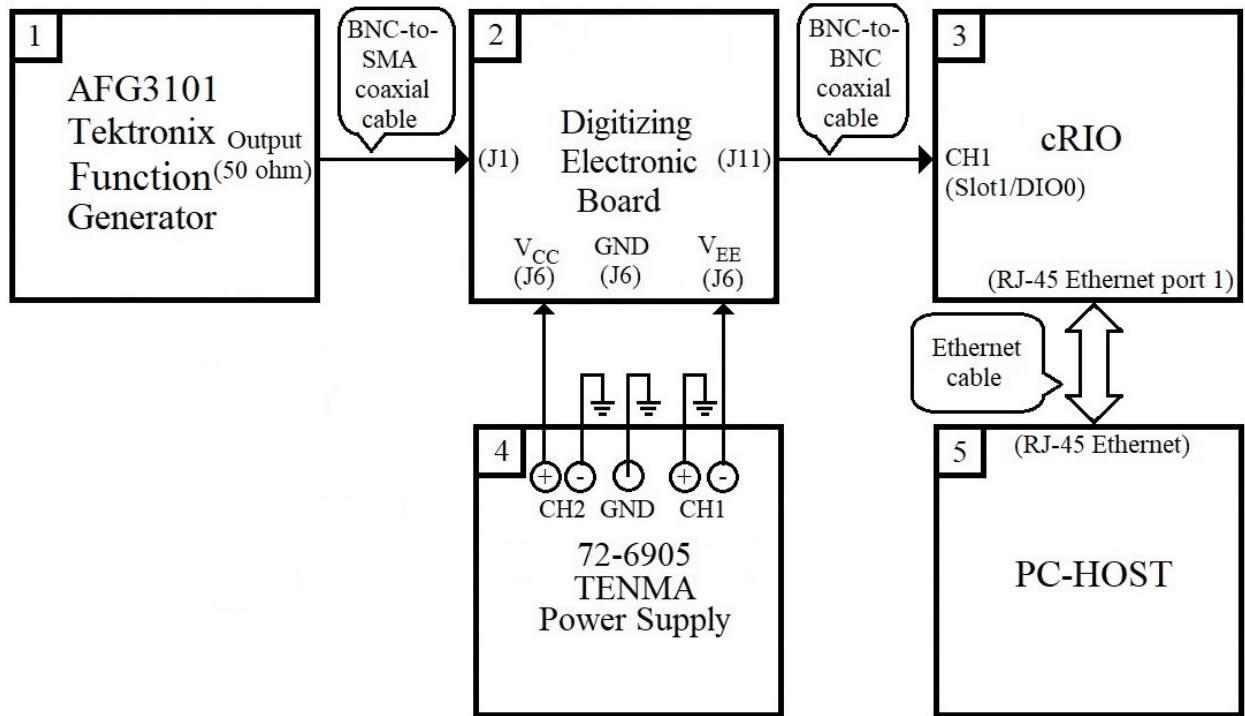 1
AFG3101
Tektronix
Function
Generator
Output
(50 ohm)
BNC-to-
SMA
coaxial
cable
2
Digitizing
Electronic
Board
(J1)
(J11)
VCC
(J6)
GND
(J6)
VEE
(J6)
BNC-to-
BNC
coaxial
cable
3
cRIO
CH1
(Slot1/DIO0)
(RJ-45 Ethernet port 1)
Ethernet
cable
4
+ - + -
CH2 GND CH1
72-6905
TENMA
Power Supply
5
(RJ-45 Ethernet)
PC-HOST